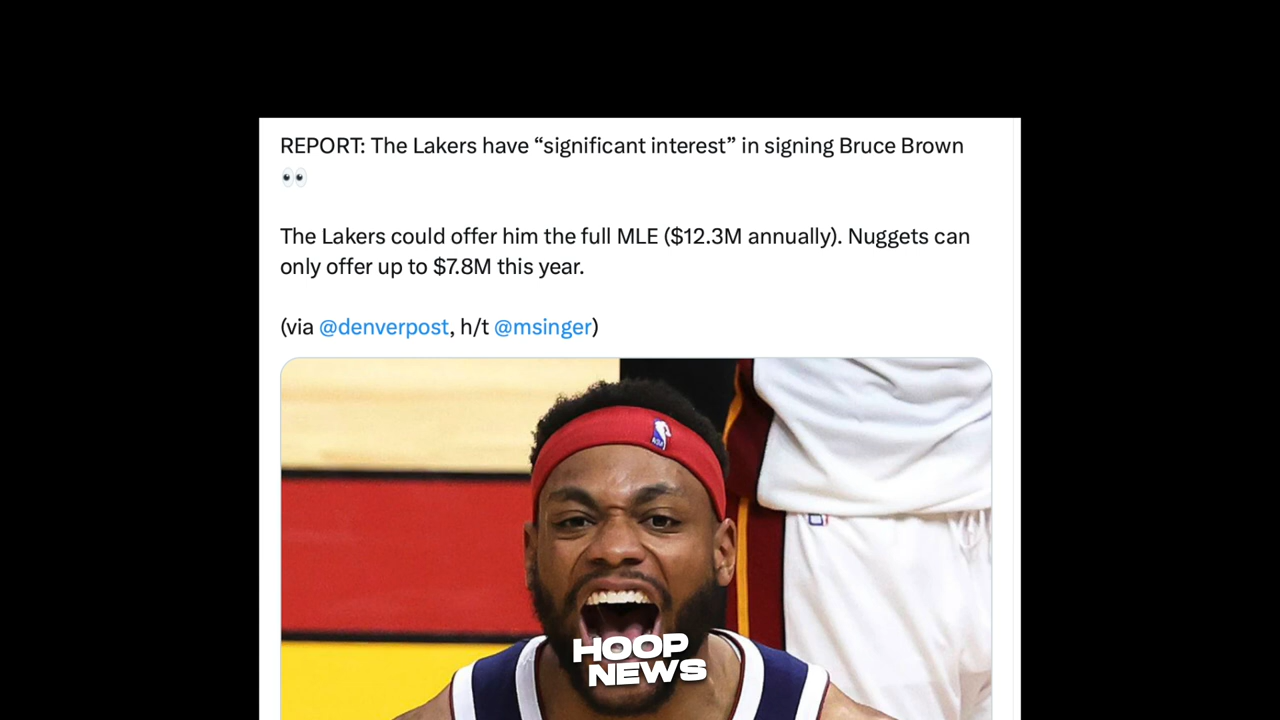 REPORT: The Lakers have “significant interest” in signing Bruce Brown
👀
The Lakers could offer him the full MLE ($12.3M annually). Nuggets can
only offer up to $7.8M this year.
(via @denverpost, h/t @msinger)
HOOP
NEWS